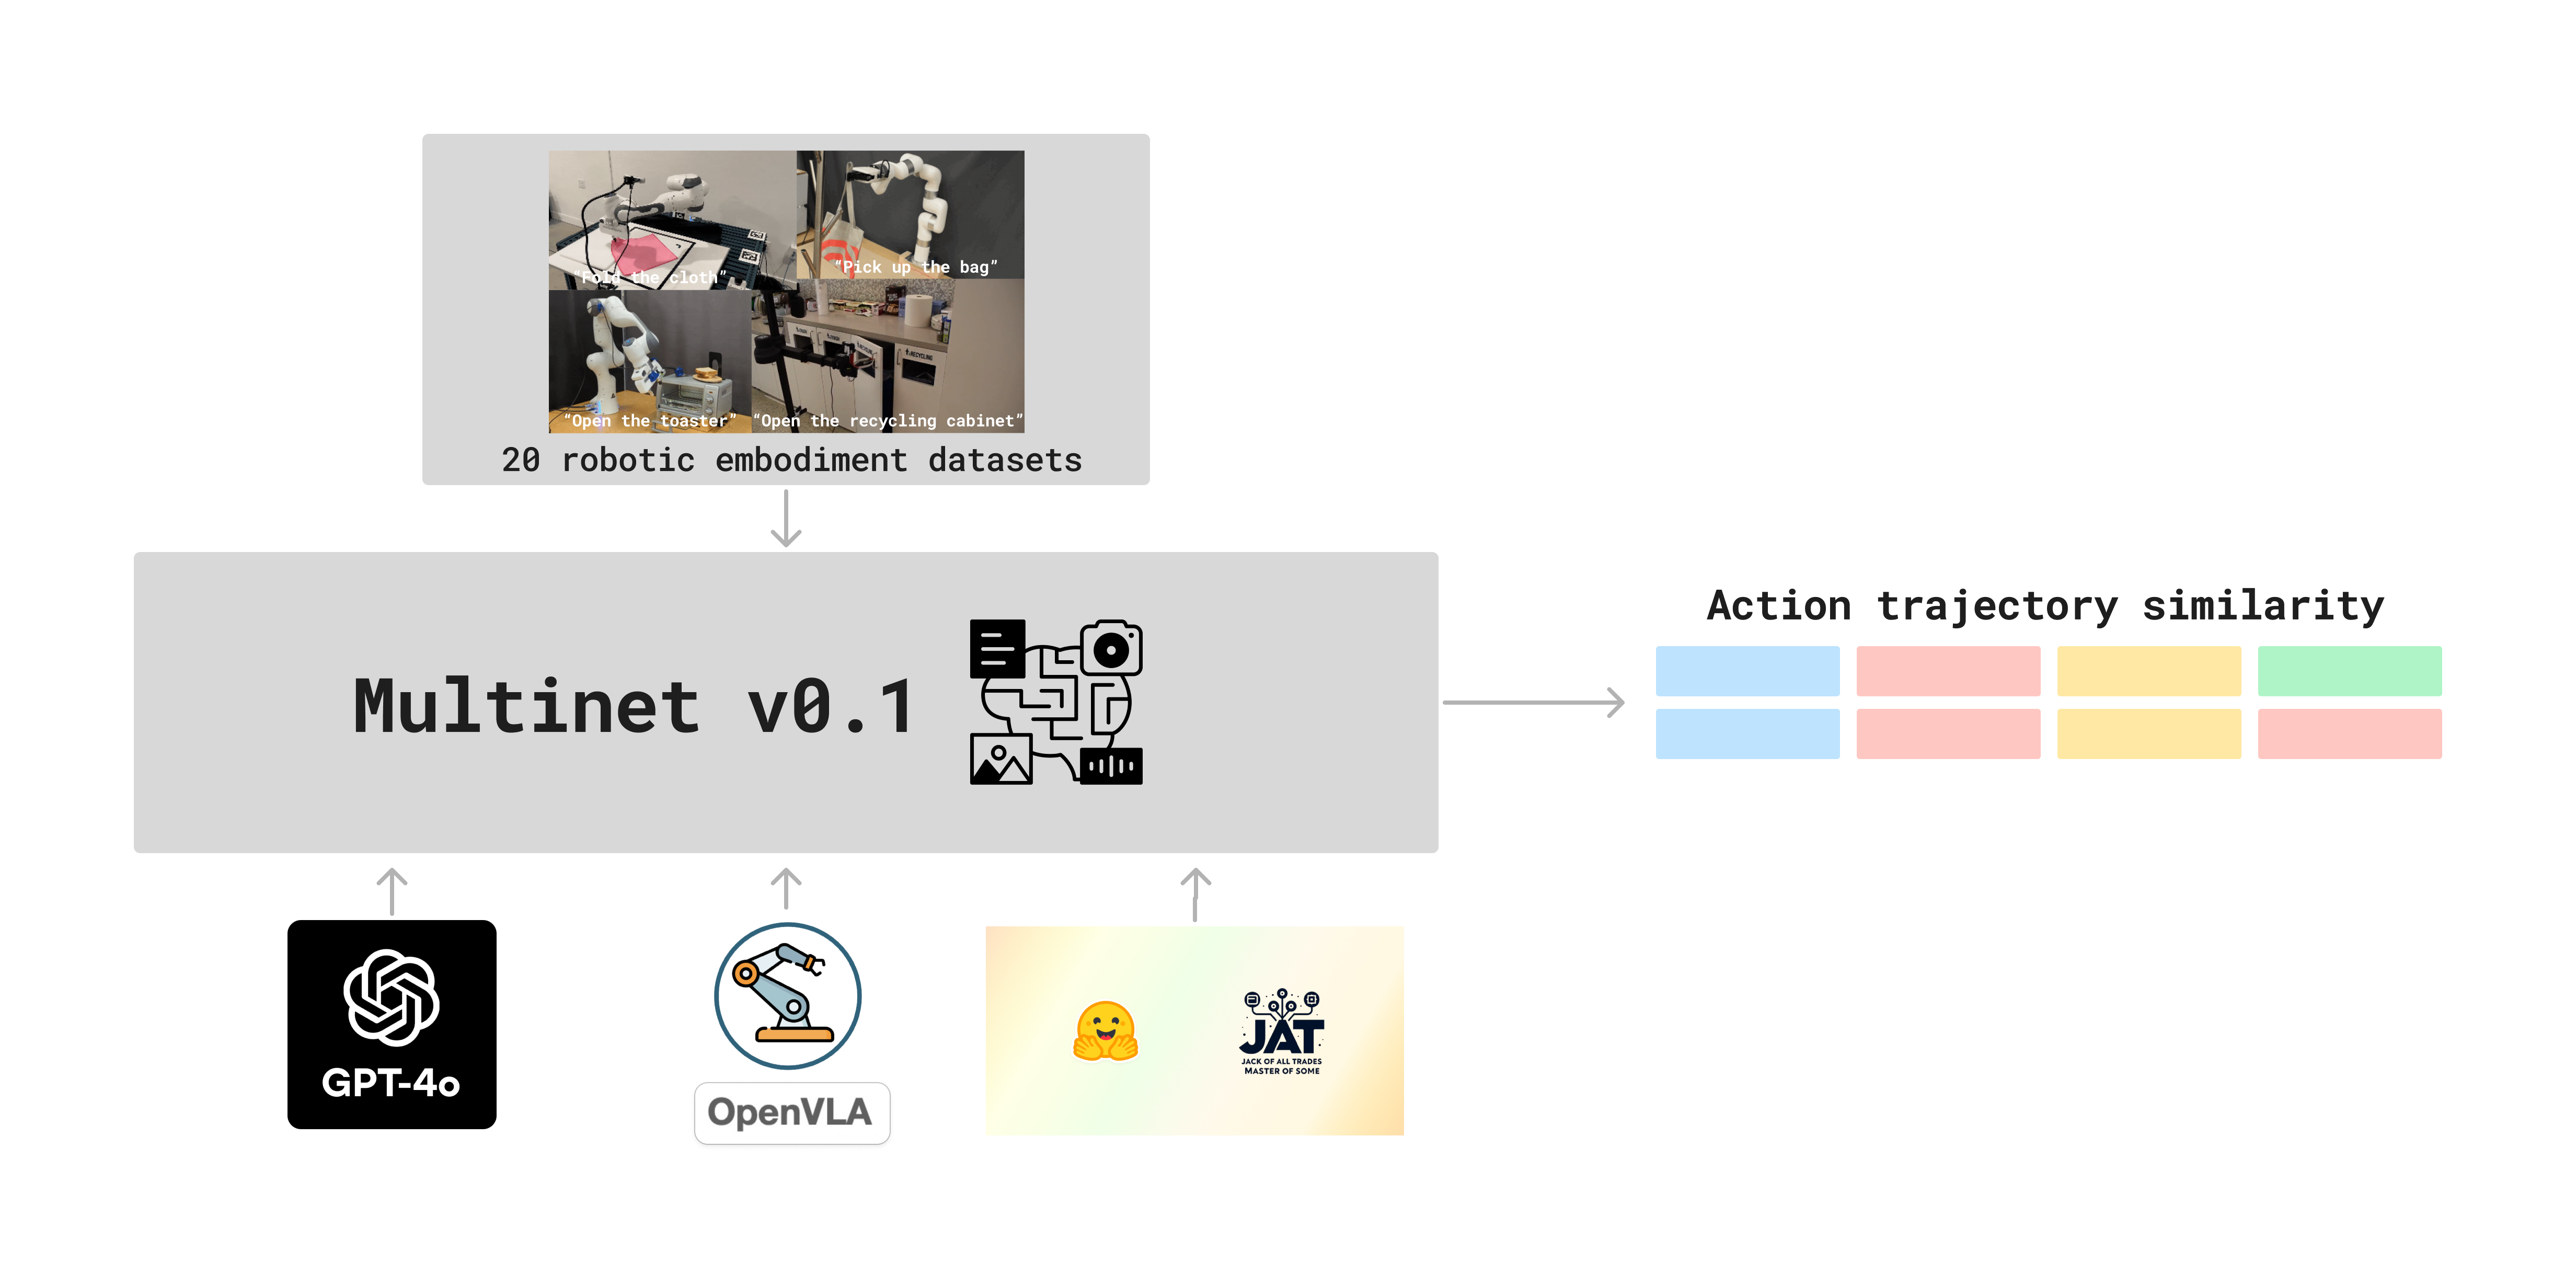 “Fold the cloth”
“Pick up the bag”
“Open the toaster”
“Open the recycling cabinet”
RECYCLING
20 robotic embodiment datasets
Multinet v0.1
Action trajectory similarity
GPT-4o
OpenVLA
JAT
JACK OF ALL TRADES
MASTER OF SOME